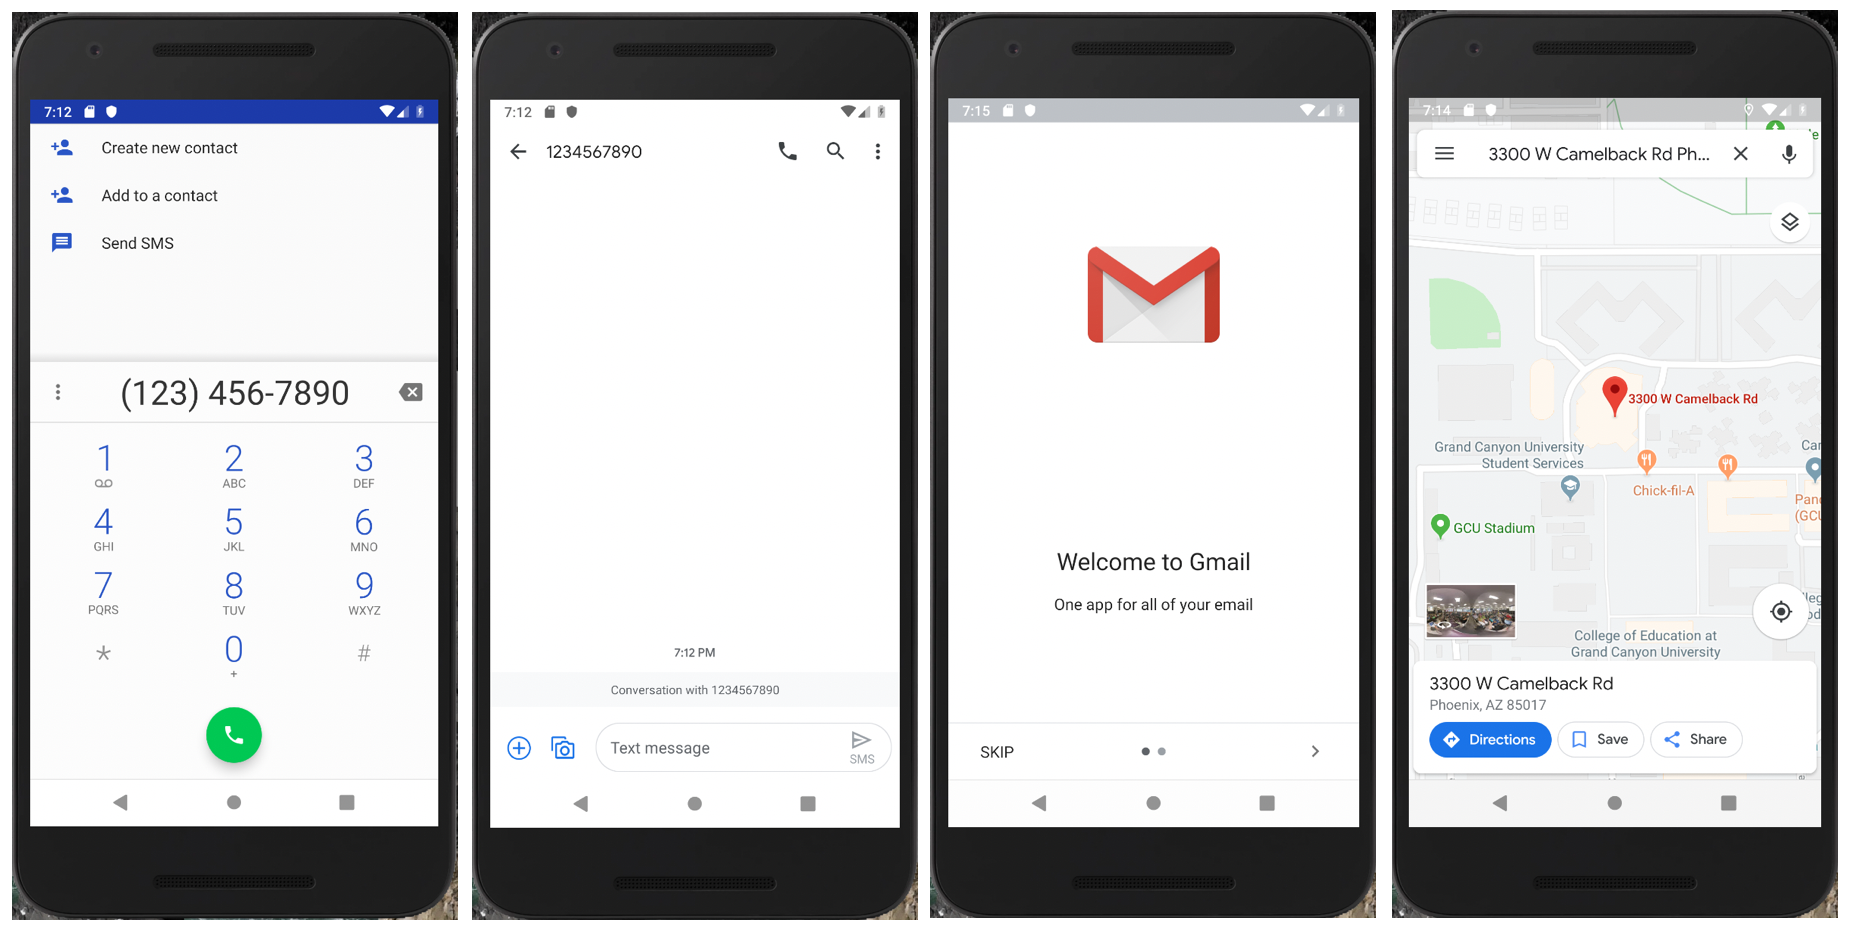 7:12
Create new contact
Add to a contact
Send SMS
(123) 456-7890
1
2
ABC
3
DEF
4
GHI
5
JKL
6
MNO
7
PQRS
8
TUV
9
WXYZ
*
0
+
#
7:12
1234567890
7:12 PM
Conversation with 1234567890
Text message
SMS
7:15
Welcome to Gmail
One app for all of your email
SKIP
7:14
3300 W Camelback Rd Ph...
3300 W Camelback Rd
Grand Canyon University
Student Services
Chick-fil-A
GCU Stadium
College of Education at
Grand Canyon University
3300 W Camelback Rd
Phoenix, AZ 85017
Directions
Save
Share